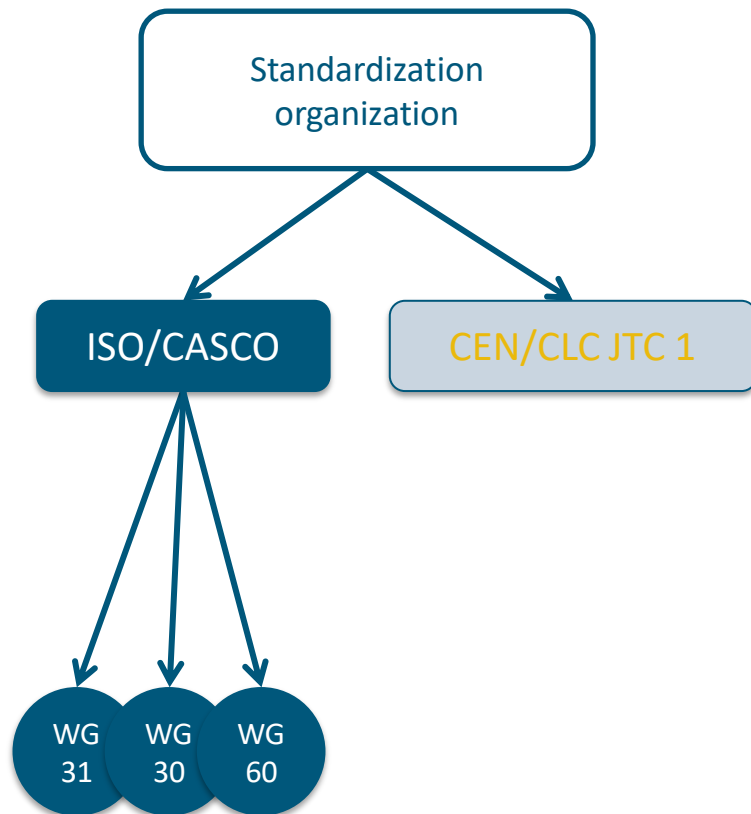 Standardization
organization
ISO/CASCO
CEN/CLC JTC 1
WG
31
WG
30
WG
60